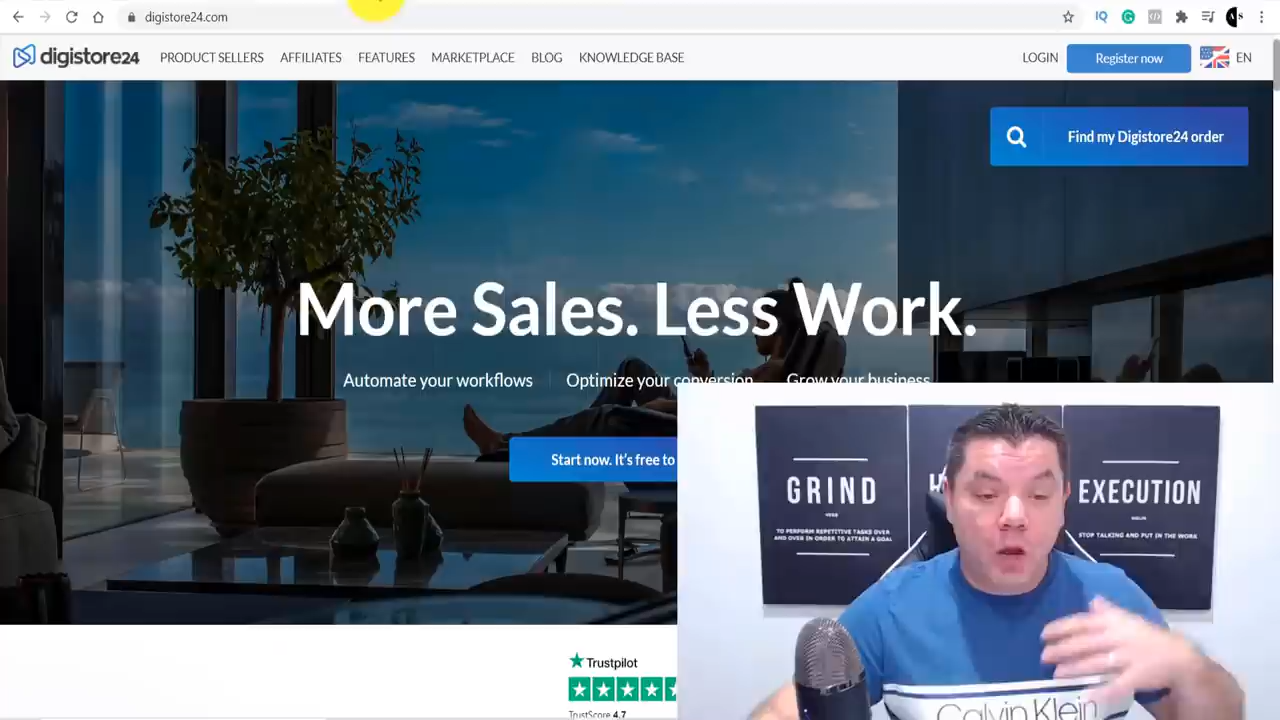 digistore24.com
IQ
digistore24 PRODUCT SELLERS AFFILIATES FEATURES MARKETPLACE BLOG KNOWLEDGE BASE LOGIN Register now EN
Find my Digistore24 order
More Sales. Less Work.
Automate your workflows Optimize your conversion Grow your business
Start now. It's free to
GRIND
TO PERFORM REPETITIVE TASKS OVER
AND OVER IN ORDER TO ATTAIN A GOAL
EXECUTION
STOP TALKING AND PUT IN THE WORK
Trustpilot
TrustScore 4.7
Calvin Klein